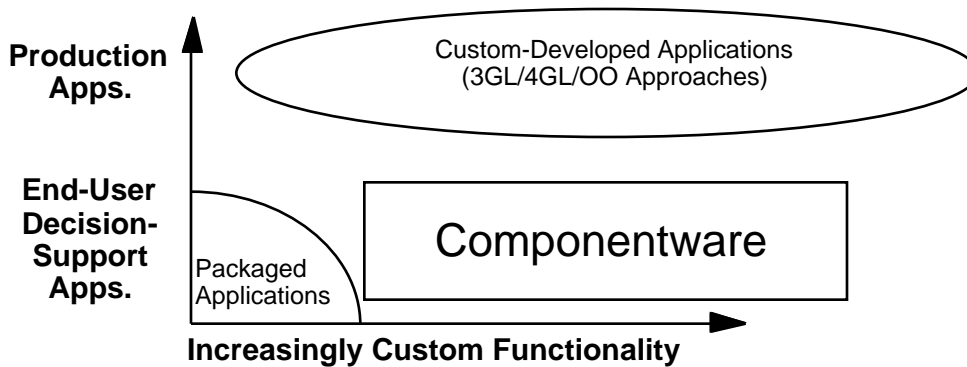 Production
Apps.
Custom-Developed Applications
(3GL/4GL/OO Approaches)
End-User
Decision-
Support
Apps.
Componentware
Packaged
Applications
Increasingly Custom Functionality